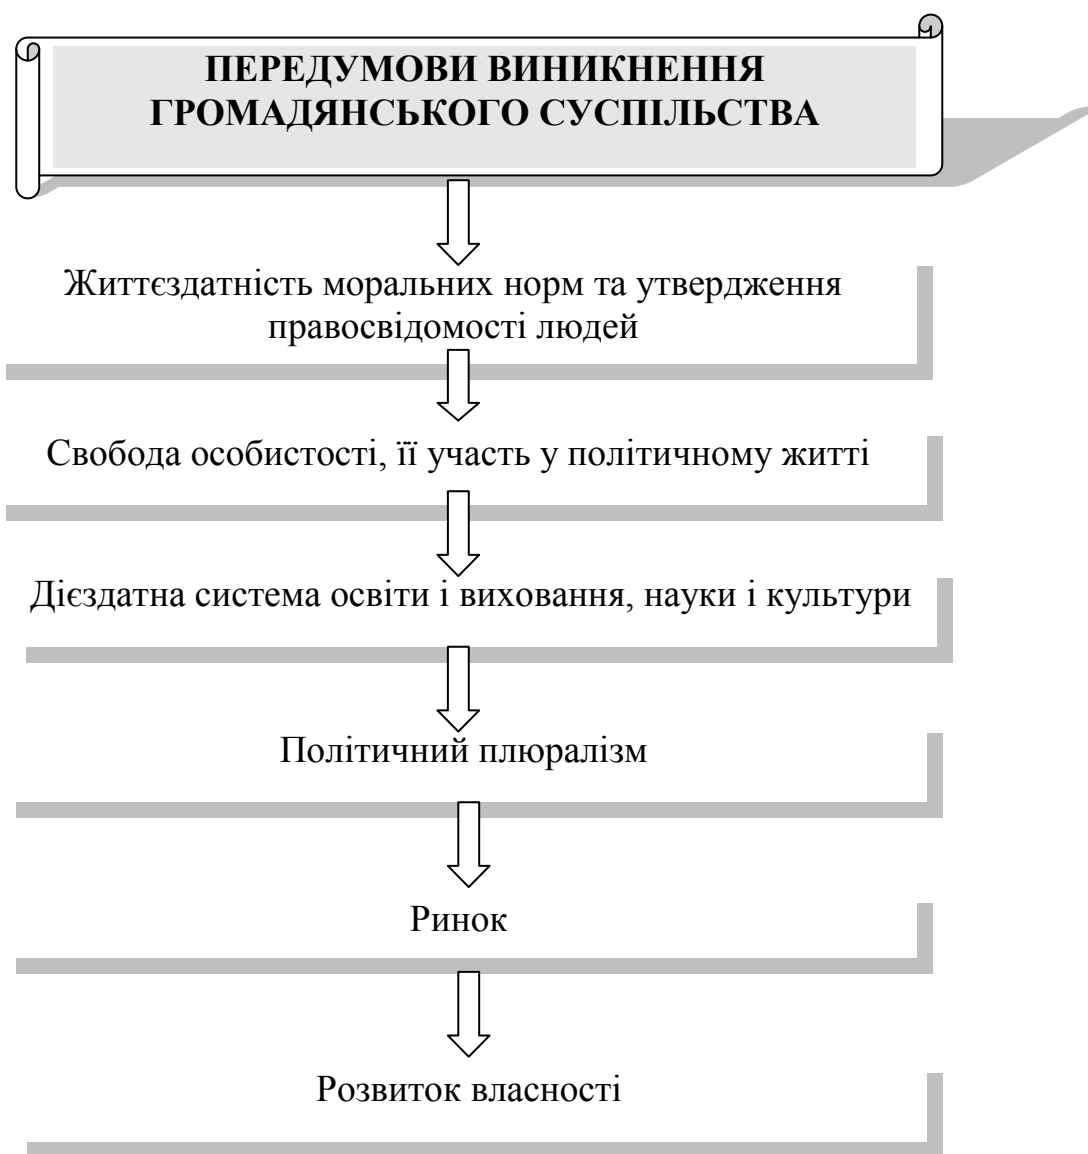 ПЕРЕДУМОВИ ВИНИКНЕННЯ
ГРОМАДЯНСЬКОГО СУСПІЛЬСТВА
Життєздатність моральних норм та утвердження
правосвідомості людей
Свобода особистості, її участь у політичному житті
Дієздатна система освіти і виховання, науки і культури
Політичний плюралізм
Ринок
Розвиток власності